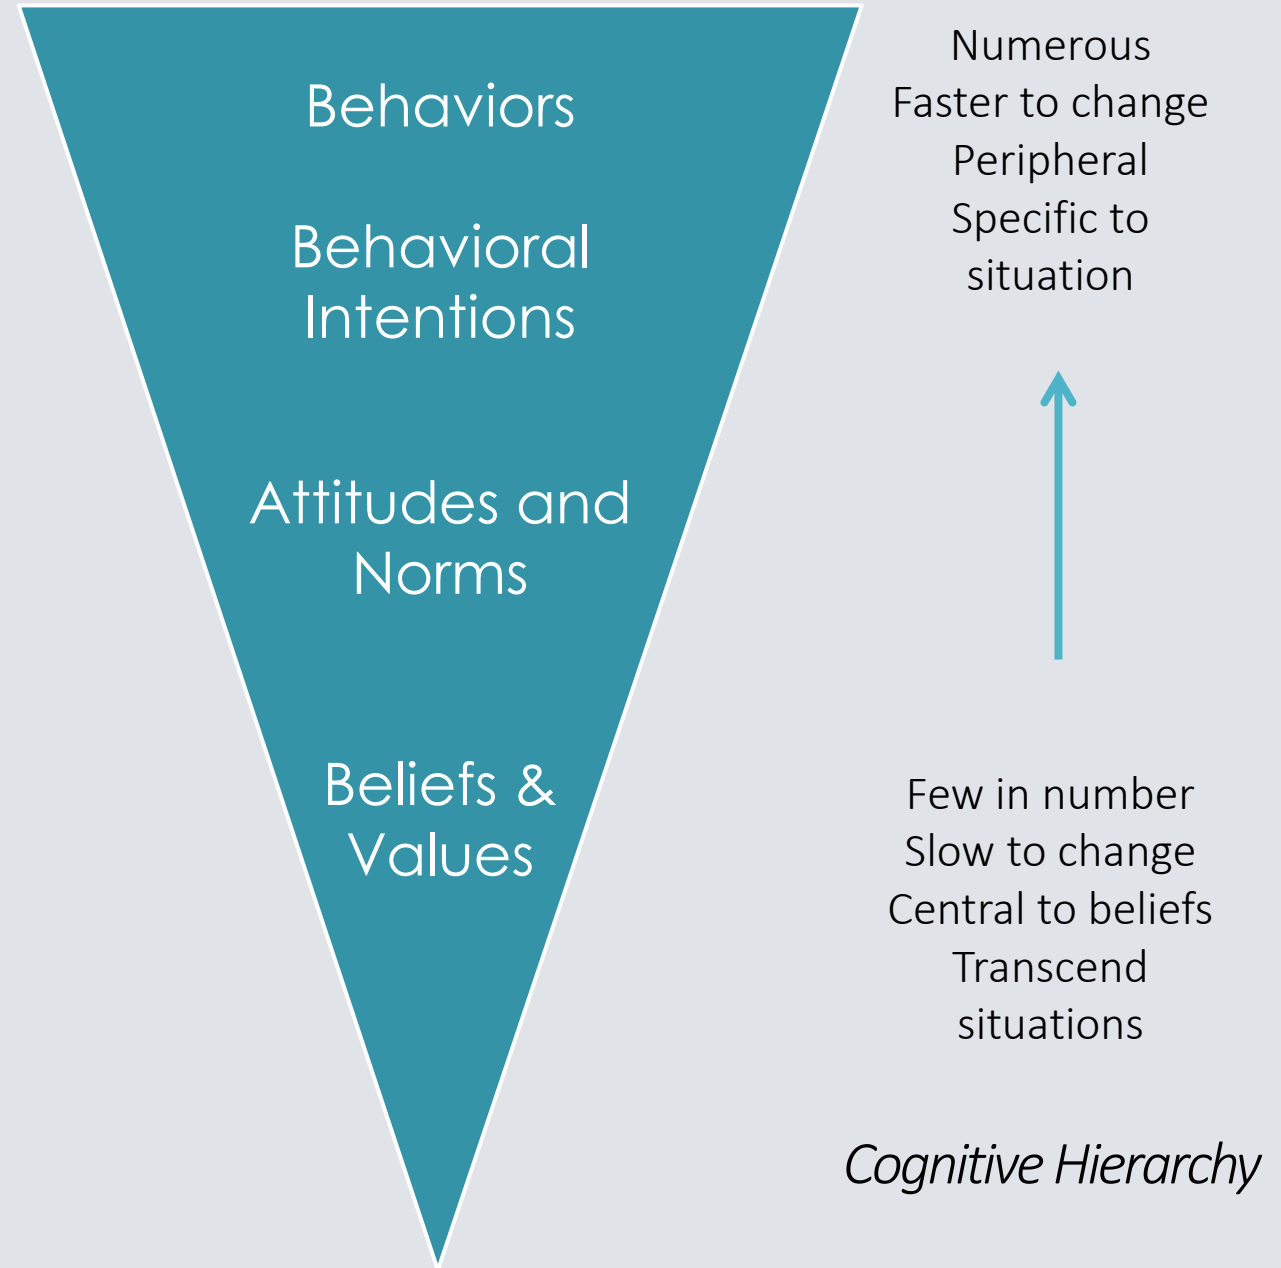 Behaviors
Behavioral
Intentions
Attitudes and
Norms
Beliefs &
Values
Numerous
Faster to change
Peripheral
Specific to
situation
Few in number
Slow to change
Central to beliefs
Transcend
situations
Cognitive Hierarchy